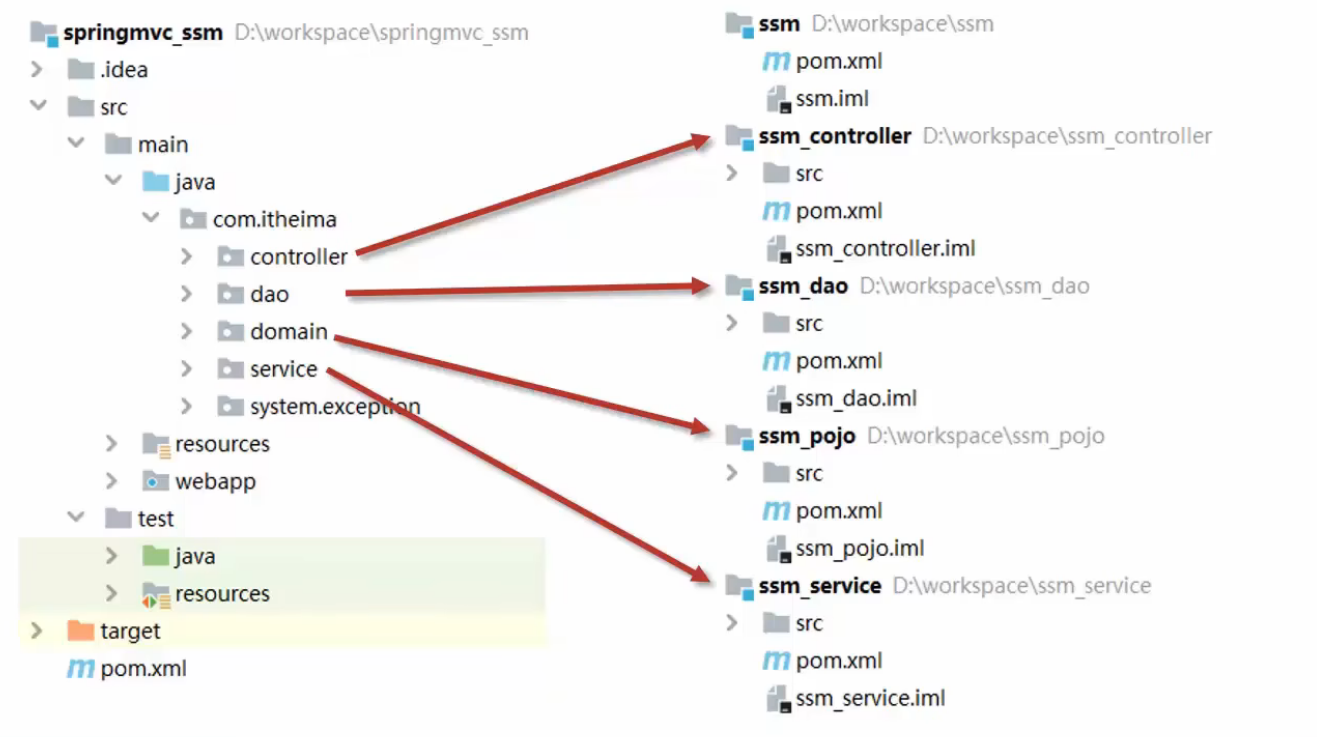 springmvc_ssm D:\workspace\springmvc_ssm
.idea
src
main
java
com.itheima
controller
dao
domain
service
system.exception
resources
webapp
test
java
resources
target
pom.xml
ssm D:\workspace\ssm
pom.xml
ssm.iml
ssm_controller D:\workspace\ssm_controller
src
pom.xml
ssm_controller.iml
ssm_dao D:\workspace\ssm_dao
src
pom.xml
ssm_dao.iml
ssm_pojo D:\workspace\ssm_pojo
src
pom.xml
ssm_pojo.iml
ssm_service D:\workspace\ssm_service
src
pom.xml
ssm_service.iml